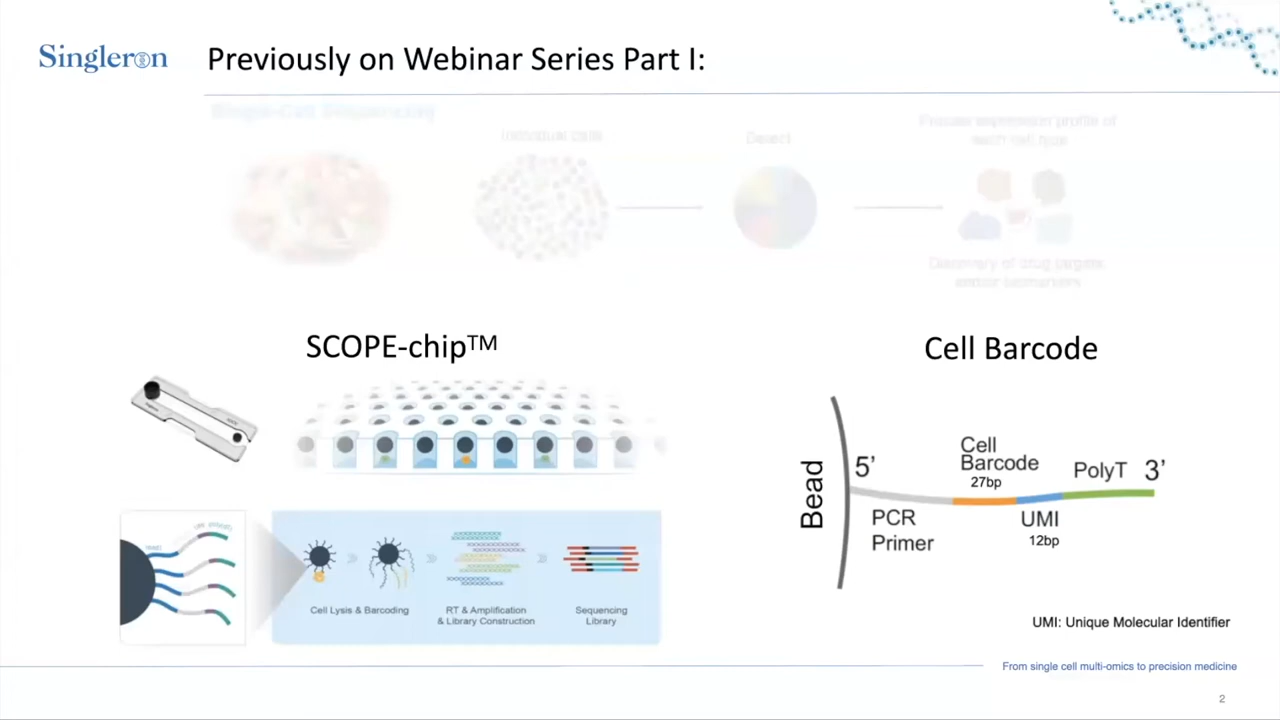 Singleron
Previously on Webinar Series Part I:
Individual cells
Detect
Precise expression profile of
each cell type
Discovery of drug targets
and/or biomarkers
SCOPE-chipTM
Cell Barcode
Bead
5’
Cell
Barcode
27bp
PolyT
3’
PCR
Primer
UMI
12bp
Cell Lysis & Barcoding
RT & Amplification
& Library Construction
Sequencing
Library
UMI: Unique Molecular Identifier
From single cell multi-omics to precision medicine
2